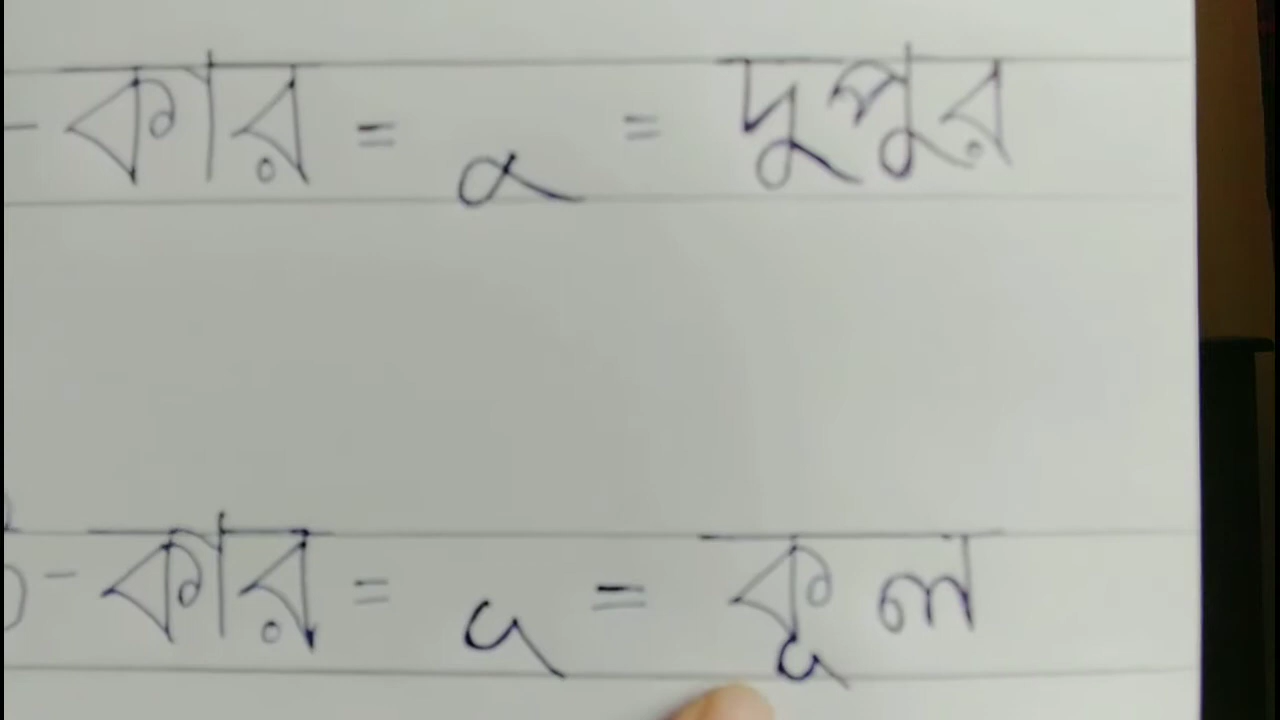 -কার = ু = দুপুর
-কার = ূ = কূল